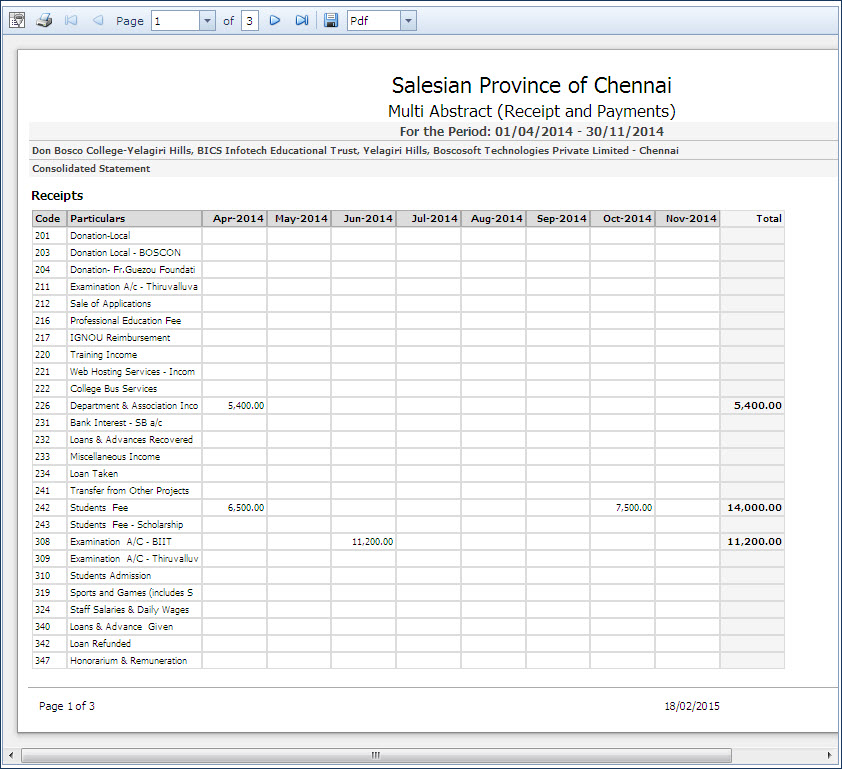 Page 1 of 3 Pdf
Salesian Province of Chennai
Multi Abstract (Receipt and Payments)
For the Period: 01/04/2014 - 30/11/2014
Don Bosco College-Yelagiri Hills, BICS Infotech Educational Trust, Yelagiri Hills, Boscosoft Technologies Private Limited - Chennai
Consolidated Statement
Receipts
Code Particulars Apr-2014 May-2014 Jun-2014 Jul-2014 Aug-2014 Sep-2014 Oct-2014 Nov-2014 Total
201 Donation-Local
203 Donation Local - BOSCON
204 Donation- Fr.Guezou Foundati
211 Examination A/c - Thiruvalluva
212 Sale of Applications
216 Professional Education Fee
217 IGNOU Reimbursement
220 Training Income
221 Web Hosting Services - Incom
222 College Bus Services
226 Department & Association Inco 5,400.00 5,400.00
231 Bank Interest - SB a/c
232 Loans & Advances Recovered
233 Miscellaneous Income
234 Loan Taken
241 Transfer from Other Projects
242 Students Fee 6,500.00 7,500.00 14,000.00
243 Students Fee - Scholarship
308 Examination A/C - BIIT 11,200.00 11,200.00
309 Examination A/C - Thiruvalluv
310 Students Admission
319 Sports and Games (includes S
324 Staff Salaries & Daily Wages
340 Loans & Advance Given
342 Loan Refunded
347 Honorarium & Remuneration
Page 1 of 3 18/02/2015